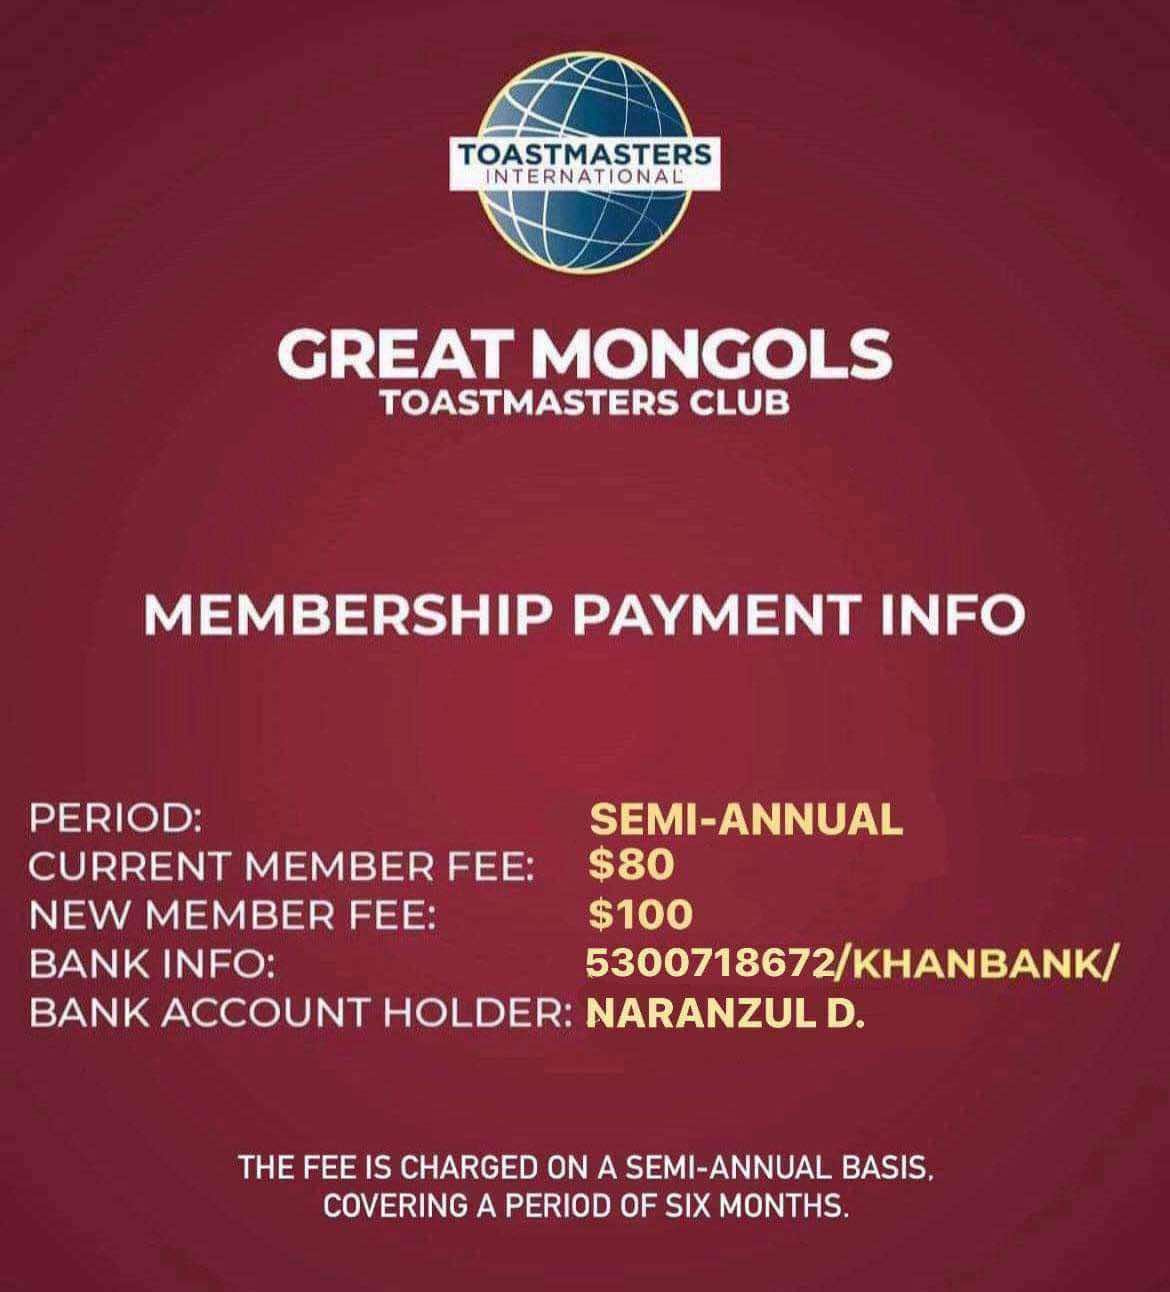 TOASTMASTERS
INTERNATIONAL
GREAT MONGOLS
TOASTMASTERS CLUB
MEMBERSHIP PAYMENT INFO
PERIOD: SEMI-ANNUAL
CURRENT MEMBER FEE: $80
NEW MEMBER FEE: $100
BANK INFO: 5300718672/KHANBANK/
BANK ACCOUNT HOLDER: NARANZUL D.
THE FEE IS CHARGED ON A SEMI-ANNUAL BASIS,
COVERING A PERIOD OF SIX MONTHS.